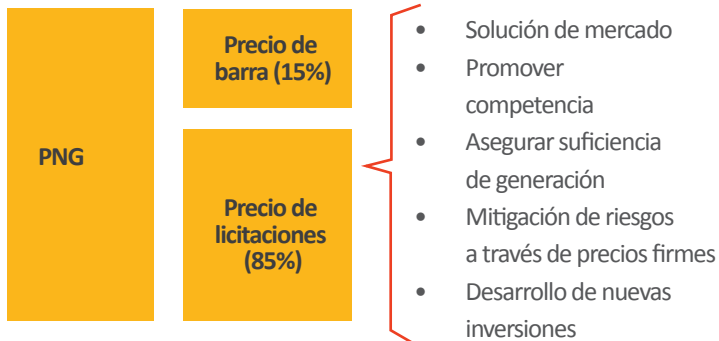 PNG
Precio de
barra (15%)
Precio de
licitaciones
(85%)
• Solución de mercado
• Promover
competencia
• Asegurar suficiencia
de generación
• Mitigación de riesgos
a través de precios firmes
• Desarrollo de nuevas
inversiones